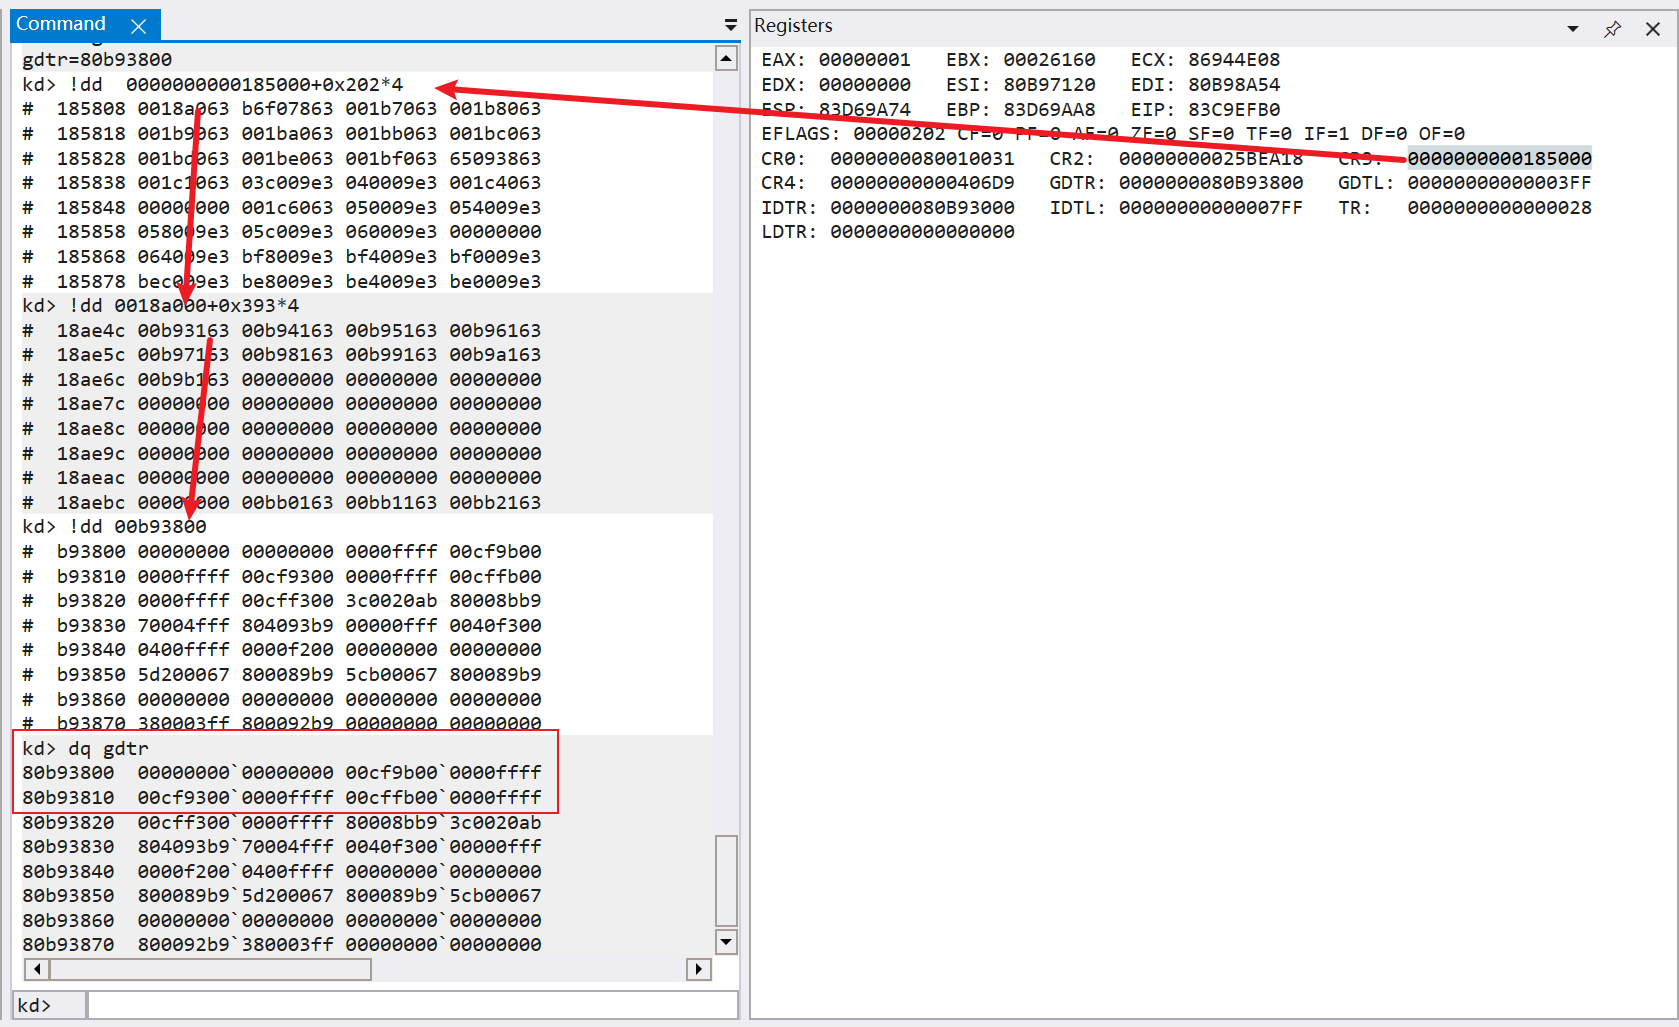 Command
gdtr=80b93800
kd> !dd 0000000000185000+0x202*4
# 185808 0018a063 b6f07863 001b7063 001b8063
# 185818 001b9063 001ba063 001bb063 001bc063
# 185828 001bd063 001be063 001bf063 65093863
# 185838 001c1063 03c009e3 040009e3 001c4063
# 185848 00000000 001c6063 050009e3 054009e3
# 185858 058009e3 05c009e3 060009e3 00000000
# 185868 064009e3 bf8009e3 bf4009e3 bf0009e3
# 185878 bec009e3 be8009e3 be4009e3 be0009e3
kd> !dd 0018a000+0x393*4
# 18ae4c 00b93163 00b94163 00b95163 00b96163
# 18ae5c 00b97163 00b98163 00b99163 00b9a163
# 18ae6c 00b9b163 00000000 00000000 00000000
# 18ae7c 00000000 00000000 00000000 00000000
# 18ae8c 00000000 00000000 00000000 00000000
# 18ae9c 00000000 00000000 00000000 00000000
# 18aeac 00000000 00000000 00000000 00000000
# 18aebc 00000000 00bb0163 00bb1163 00bb2163
kd> !dd 00b93800
# b93800 00000000 00000000 0000ffff 00cf9b00
# b93810 0000ffff 00cf9300 0000ffff 00cffb00
# b93820 0000ffff 00cff300 3c0020ab 80008bb9
# b93830 70004fff 804093b9 00000fff 0040f300
# b93840 0400ffff 0000f200 00000000 00000000
# b93850 5d200067 800089b9 5cb00067 800089b9
# b93860 00000000 00000000 00000000 00000000
# b93870 380003ff 800092b9 00000000 00000000
kd> dq gdtr
80b93800 00000000`00000000 00cf9b00`0000ffff
80b93810 00cf9300`0000ffff 00cffb00`0000ffff
80b93820 00cff300`0000ffff 80008bb9`3c0020ab
80b93830 804093b9`70004fff 0040f300`00000fff
80b93840 0000f200`0400ffff 00000000`00000000
80b93850 800089b9`5d200067 800089b9`5cb00067
80b93860 00000000`00000000 00000000`00000000
80b93870 800092b9`380003ff 00000000`00000000
kd>
Registers
EAX: 00000001 EBX: 00026160 ECX: 86944E08
EDX: 00000000 ESI: 80B97120 EDI: 80B98A54
ESP: 83D69A74 EBP: 83D69AA8 EIP: 83C9EFB0
EFLAGS: 00000202 CF=0 PF=0 AF=0 ZF=0 SF=0 TF=0 IF=1 DF=0 OF=0
CR0: 0000000080010031 CR2: 0000000025BEA18 CR3: 0000000000185000
CR4: 00000000000406D9 GDTR: 0000000080B93800 GDTL: 00000000000003FF
IDTR: 0000000080B93000 IDTL: 00000000000007FF TR: 0000000000000028
LDTR: 0000000000000000